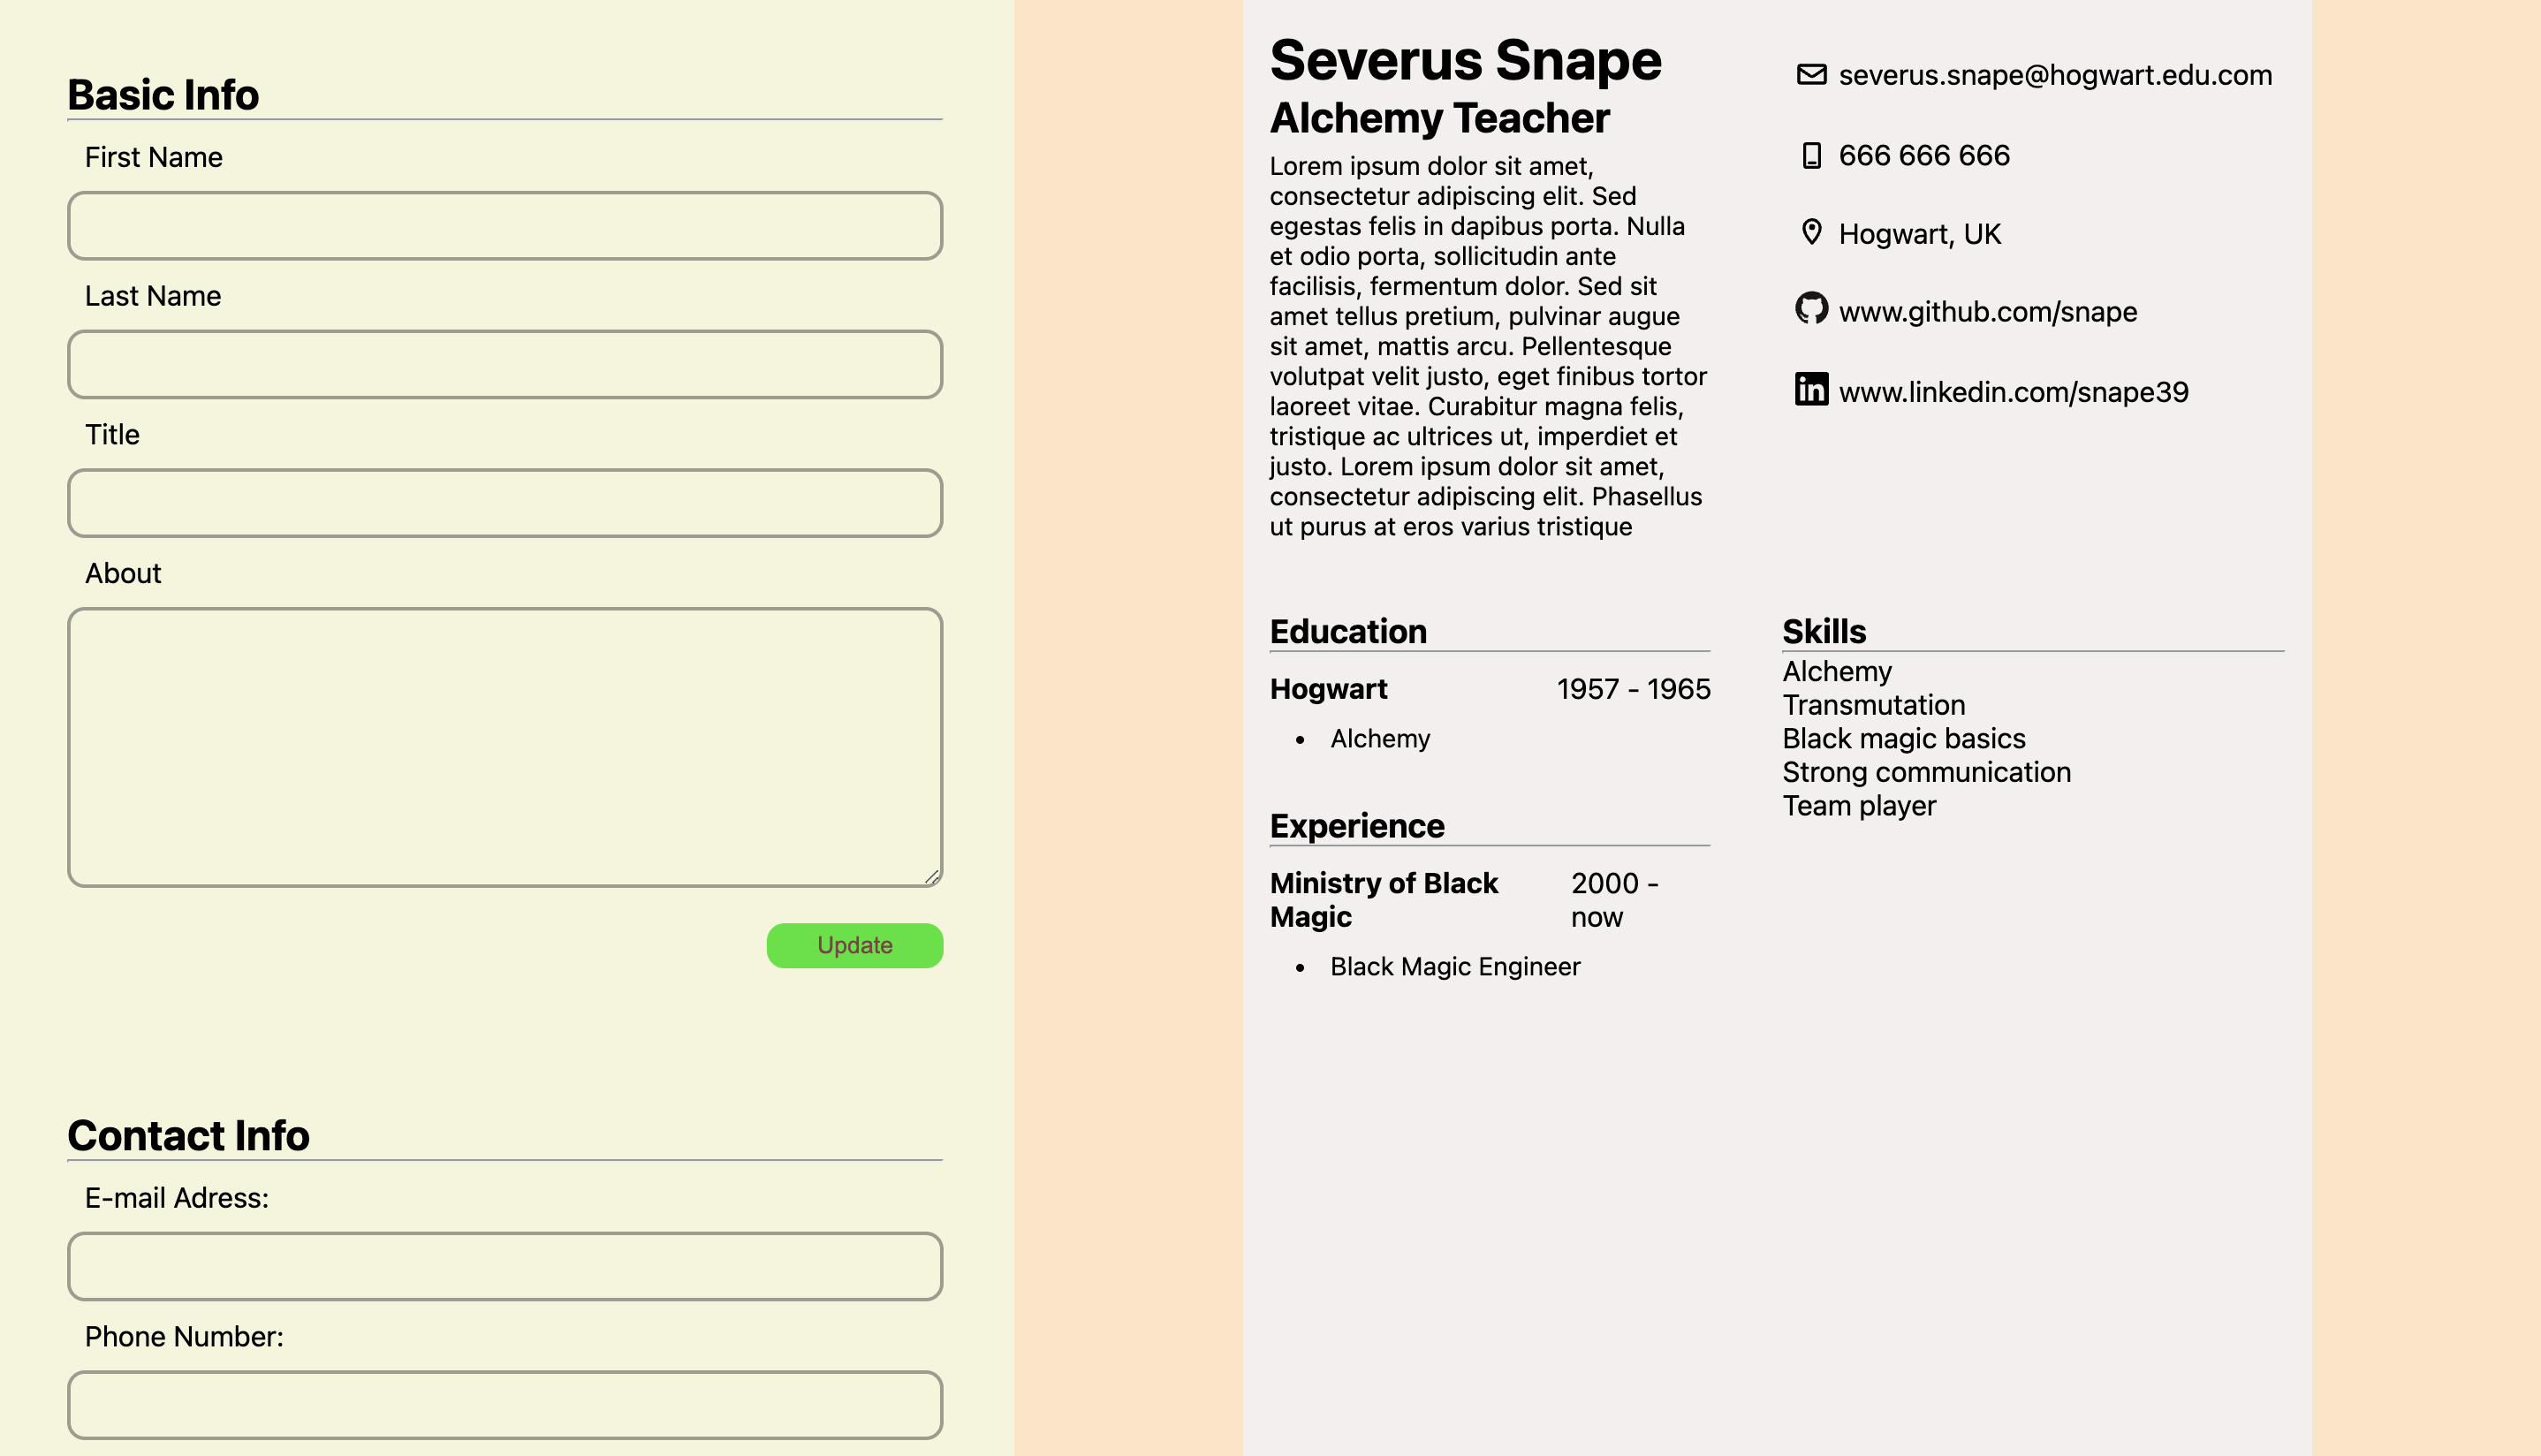 Basic Info
First Name
Last Name
Title
About
Update
Contact Info
E-mail Adress:
Phone Number:
Severus Snape
Alchemy Teacher
Lorem ipsum dolor sit amet,
consectetur adipiscing elit. Sed
egestas felis in dapibus porta. Nulla
et odio porta, sollicitudin ante
facilisis, fermentum dolor. Sed sit
amet tellus pretium, pulvinar augue
sit amet, mattis arcu. Pellentesque
volutpat velit justo, eget finibus tortor
laoreet vitae. Curabitur magna felis,
tristique ac ultrices ut, imperdiet et
justo. Lorem ipsum dolor sit amet,
consectetur adipiscing elit. Phasellus
ut purus at eros varius tristique
severus.snape@hogwart.edu.com
666 666 666
Hogwart, UK
www.github.com/snape
in www.linkedin.com/snape39
Education
Hogwart 1957 - 1965
• Alchemy
Experience
Ministry of Black 2000 -
Magic now
• Black Magic Engineer
Skills
Alchemy
Transmutation
Black magic basics
Strong communication
Team player